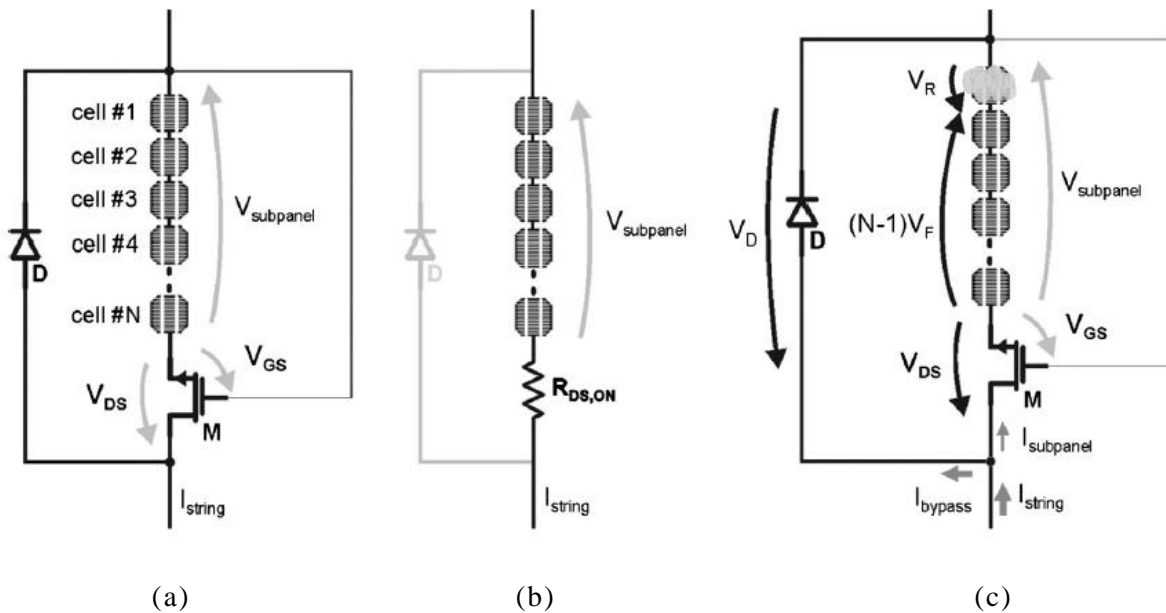 cell #1
cell #2
cell #3
cell #4
cell #N
D
V_subpanel
V_GS
V_DS
M
I_string
(a)
D
V_subpanel
R_DS,ON
I_string
(b)
V_R
V_D
D
(N-1)V_F
V_subpanel
V_GS
V_DS
M
I_subpanel
I_bypass
I_string
(c)